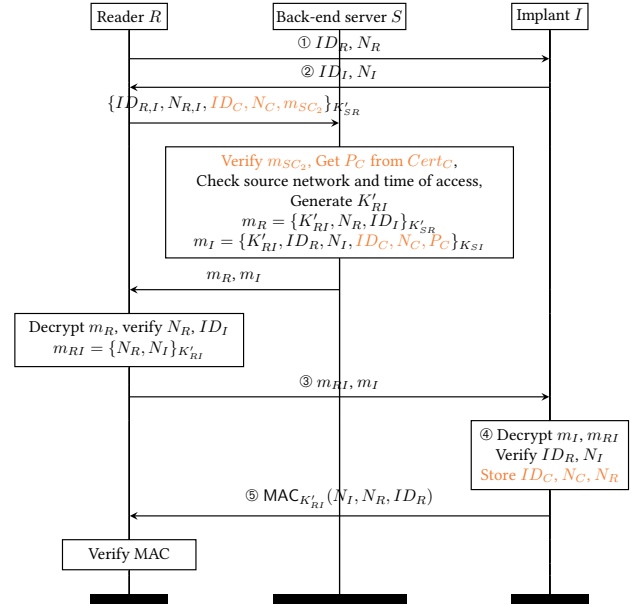 Reader R
Back-end server S
Implant I
① ID_R, N_R
② ID_I, N_I
{ID_{R,I}, N_{R,I}, ID_C, N_C, m_{SC_2}}_{K'_{SR}}
Verify m_{SC_2}, Get P_C from Cert_C,
Check source network and time of access,
Generate K'_{RI}
m_R = {K'_{RI}, N_R, ID_I}_{K'_{SR}}
m_I = {K'_{RI}, ID_R, N_I, ID_C, N_C, P_C}_{K_{SI}}
m_R, m_I
Decrypt m_R, verify N_R, ID_I
m_{RI} = {N_R, N_I}_{K'_{RI}}
③ m_{RI}, m_I
④ Decrypt m_I, m_{RI}
Verify ID_R, N_I
Store ID_C, N_C, N_R
⑤ MAC_{K'_{RI}}(N_I, N_R, ID_R)
Verify MAC